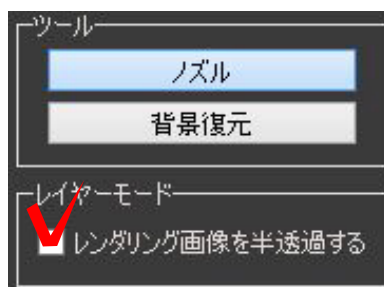 ツール
ノズル
背景復元
レイヤーモード
レンダリング画像を半透過する